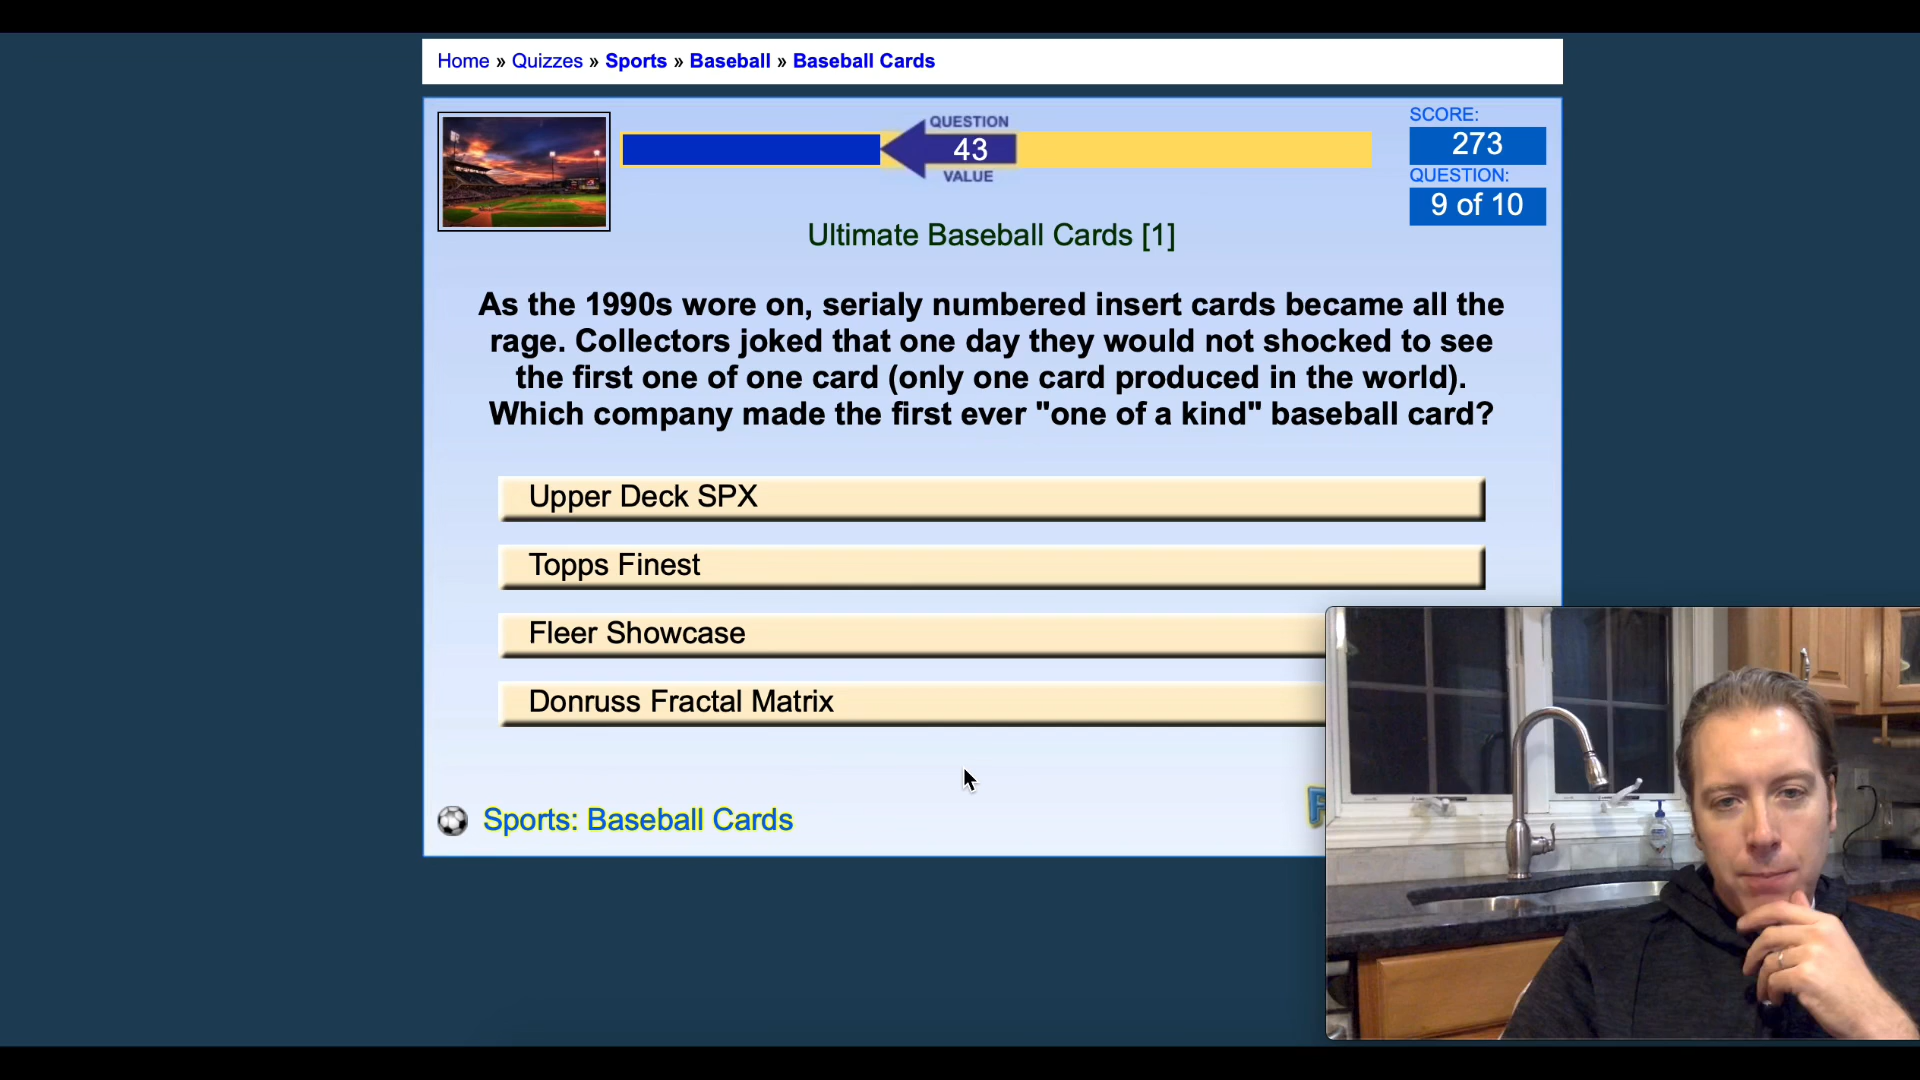 Home » Quizzes » Sports » Baseball » Baseball Cards
QUESTION
43
VALUE
SCORE:
273
QUESTION:
9 of 10
Ultimate Baseball Cards [1]
As the 1990s wore on, serialy numbered insert cards became all the
rage. Collectors joked that one day they would not shocked to see
the first one of one card (only one card produced in the world).
Which company made the first ever "one of a kind" baseball card?
Upper Deck SPX
Topps Finest
Fleer Showcase
Donruss Fractal Matrix
Sports: Baseball Cards